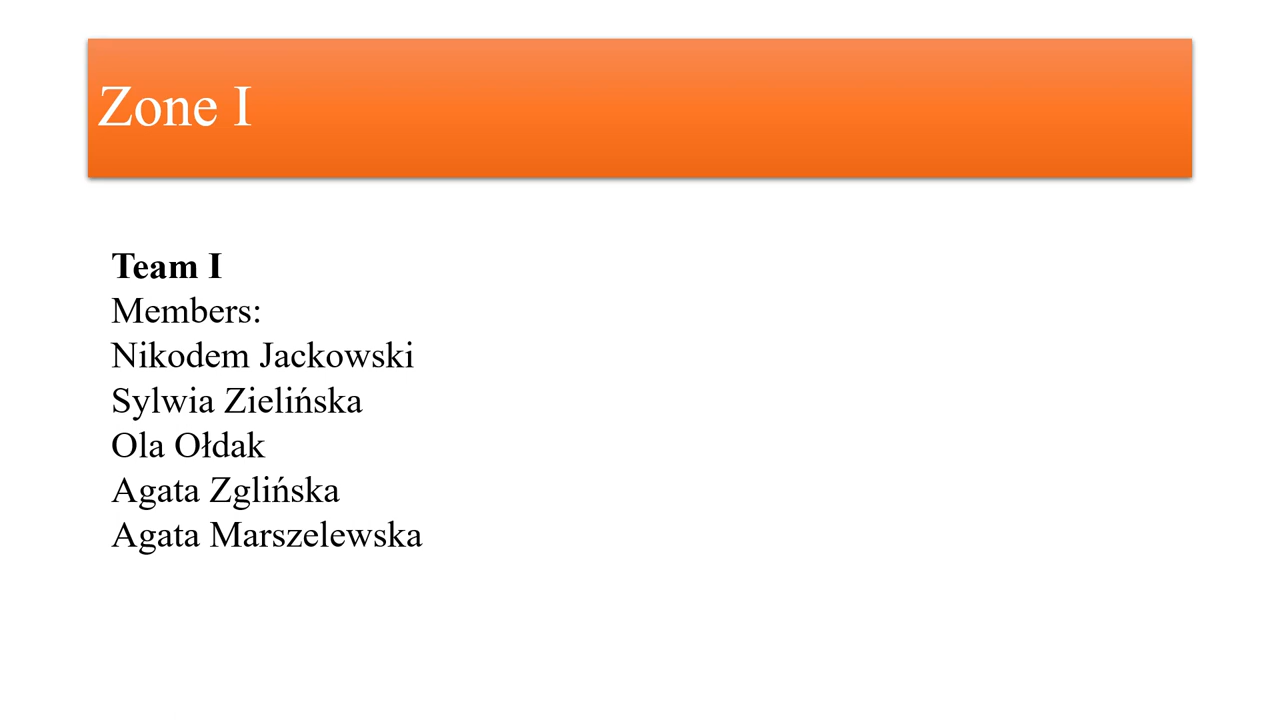 Zone I
Team I
Members:
Nikodem Jackowski
Sylwia Zielińska
Ola Ołdak
Agata Zglińska
Agata Marszelewska